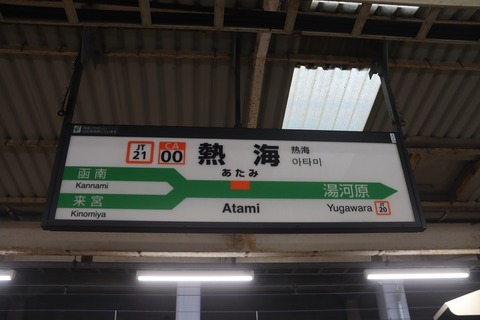 JT
21
CA
00
熱海
热海
아타미
あたみ
Atami
函南
Kannami
来宮
Kinomiya
湯河原
Yugawara
JT
20